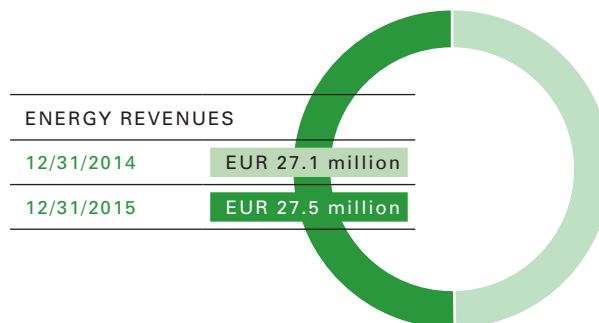 ENERGY REVENUES
12/31/2014 EUR 27.1 million
12/31/2015 EUR 27.5 million